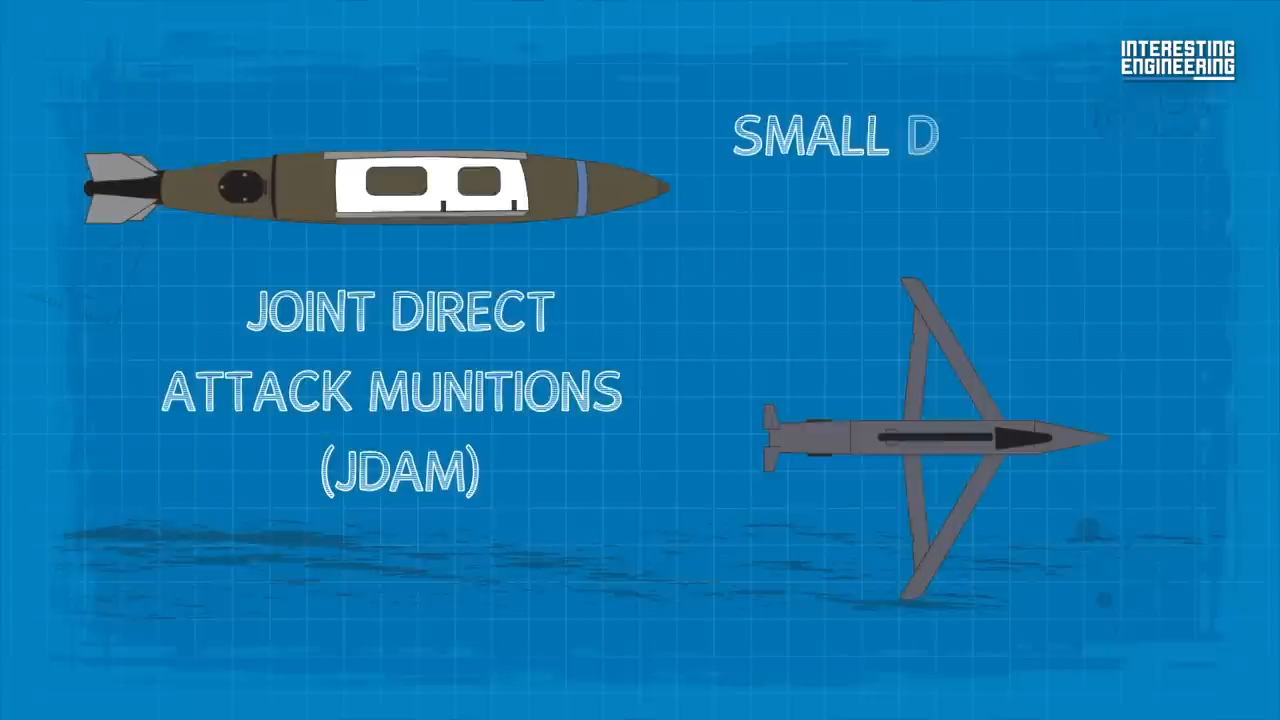 INTERESTING
ENGINEERING
SMALL D
JOINT DIRECT
ATTACK MUNITIONS
(JDAM)